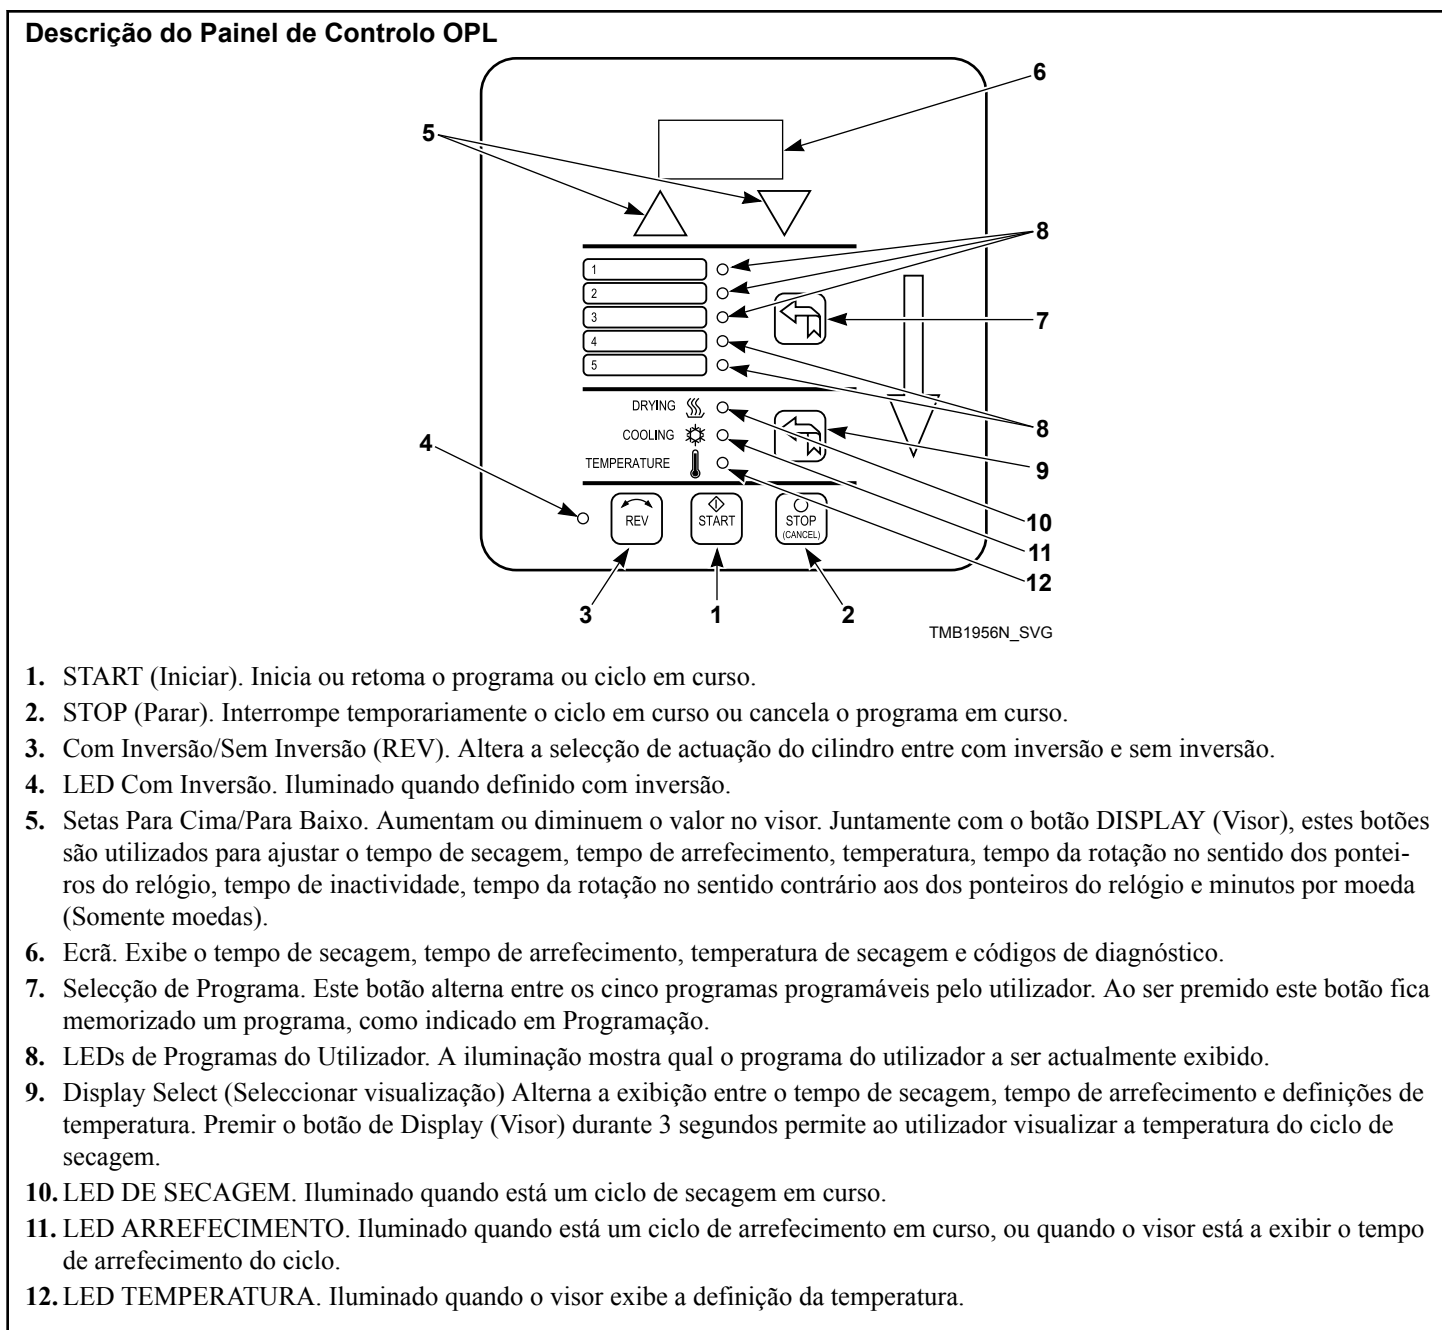 Descrição do Painel de Controlo OPL
6
5
8
1
2
3
7
4
5
DRYING
8
4
COOLING
9
TEMPERATURE
10
REV
START
STOP
(CANCEL)
11
12
3
1
2
TMB1956N_SVG
1. START (Iniciar). Inicia ou retoma o programa ou ciclo em curso.
2. STOP (Parar). Interrompe temporariamente o ciclo em curso ou cancela o programa em curso.
3. Com Inversão/Sem Inversão (REV). Altera a selecção de actuação do cilindro entre com inversão e sem inversão.
4. LED Com Inversão. Iluminado quando definido com inversão.
5. Setas Para Cima/Para Baixo. Aumentam ou diminuem o valor no visor. Juntamente com o botão DISPLAY (Visor), estes botões
são utilizados para ajustar o tempo de secagem, tempo de arrefecimento, temperatura, tempo da rotação no sentido dos pontei-
ros do relógio, tempo de inactividade, tempo da rotação no sentido contrário aos dos ponteiros do relógio e minutos por moeda
(Somente moedas).
6. Ecrã. Exibe o tempo de secagem, tempo de arrefecimento, temperatura de secagem e códigos de diagnóstico.
7. Selecção de Programa. Este botão alterna entre os cinco programas programáveis pelo utilizador. Ao ser premido este botão fica
memorizado um programa, como indicado em Programação.
8. LEDs de Programas do Utilizador. A iluminação mostra qual o programa do utilizador a ser actualmente exibido.
9. Display Select (Seleccionar visualização) Alterna a exibição entre o tempo de secagem, tempo de arrefecimento e definições de
temperatura. Premir o botão de Display (Visor) durante 3 segundos permite ao utilizador visualizar a temperatura do ciclo de
secagem.
10. LED DE SECAGEM. Iluminado quando está um ciclo de secagem em curso.
11. LED ARREFECIMENTO. Iluminado quando está um ciclo de arrefecimento em curso, ou quando o visor está a exibir o tempo
de arrefecimento do ciclo.
12. LED TEMPERATURA. Iluminado quando o visor exibe a definição da temperatura.